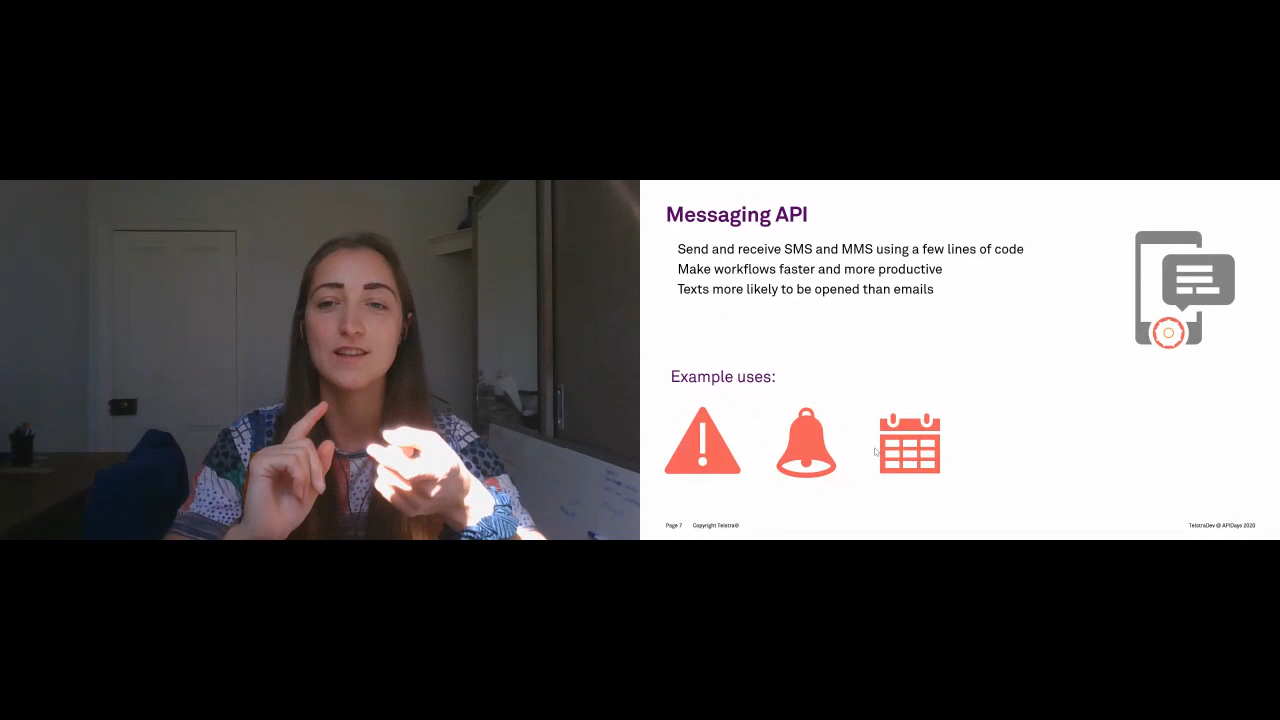 Messaging API
Send and receive SMS and MMS using a few lines of code
Make workflows faster and more productive
Texts more likely to be opened than emails
Example uses:
Page 7 Copyright Telstra©
TelstraDev @ APIDays 2020